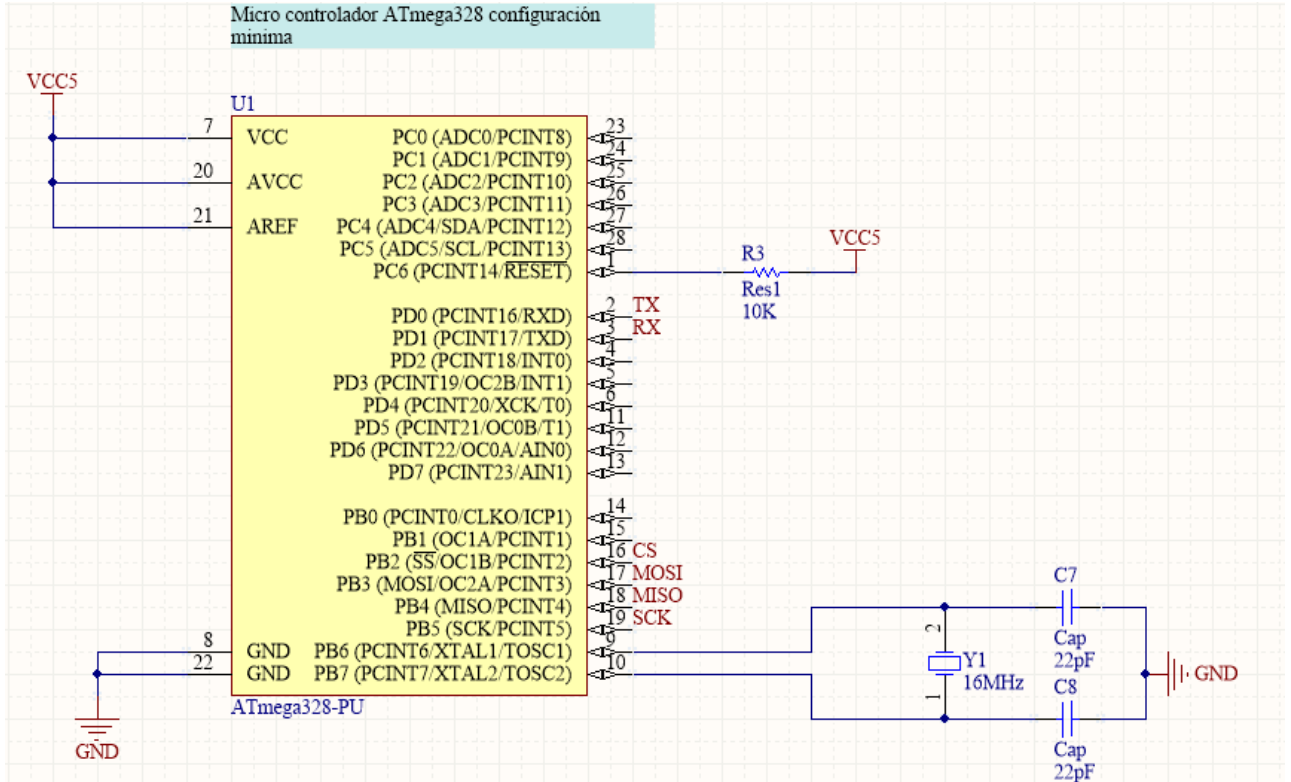 Micro controlador ATmega328 configuración
minima
VCC5
U1
7 VCC
20 AVCC
21 AREF
PC0 (ADC0/PCINT8) 23
PC1 (ADC1/PCINT9) 24
PC2 (ADC2/PCINT10) 25
PC3 (ADC3/PCINT11) 26
PC4 (ADC4/SDA/PCINT12) 27
PC5 (ADC5/SCL/PCINT13) 28
PC6 (PCINT14/RESET) 1
R3
Res1
10K
VCC5
PD0 (PCINT16/RXD) 2 TX
PD1 (PCINT17/TXD) 3 RX
PD2 (PCINT18/INT0) 4
PD3 (PCINT19/OC2B/INT1) 5
PD4 (PCINT20/XCK/T0) 6
PD5 (PCINT21/OC0B/T1) 11
PD6 (PCINT22/OC0A/AIN0) 12
PD7 (PCINT23/AIN1) 13
PB0 (PCINT0/CLKO/ICP1) 14
PB1 (OC1A/PCINT1) 15
PB2 (SS/OC1B/PCINT2) 16 CS
PB3 (MOSI/OC2A/PCINT3) 17 MOSI
PB4 (MISO/PCINT4) 18 MISO
PB5 (SCK/PCINT5) 19 SCK
8 GND PB6 (PCINT6/XTAL1/TOSC1) 9
22 GND PB7 (PCINT7/XTAL2/TOSC2) 10
ATmega328-PU
GND
C7
Cap
22pF
2
Y1
16MHz
1
C8
Cap
22pF
GND